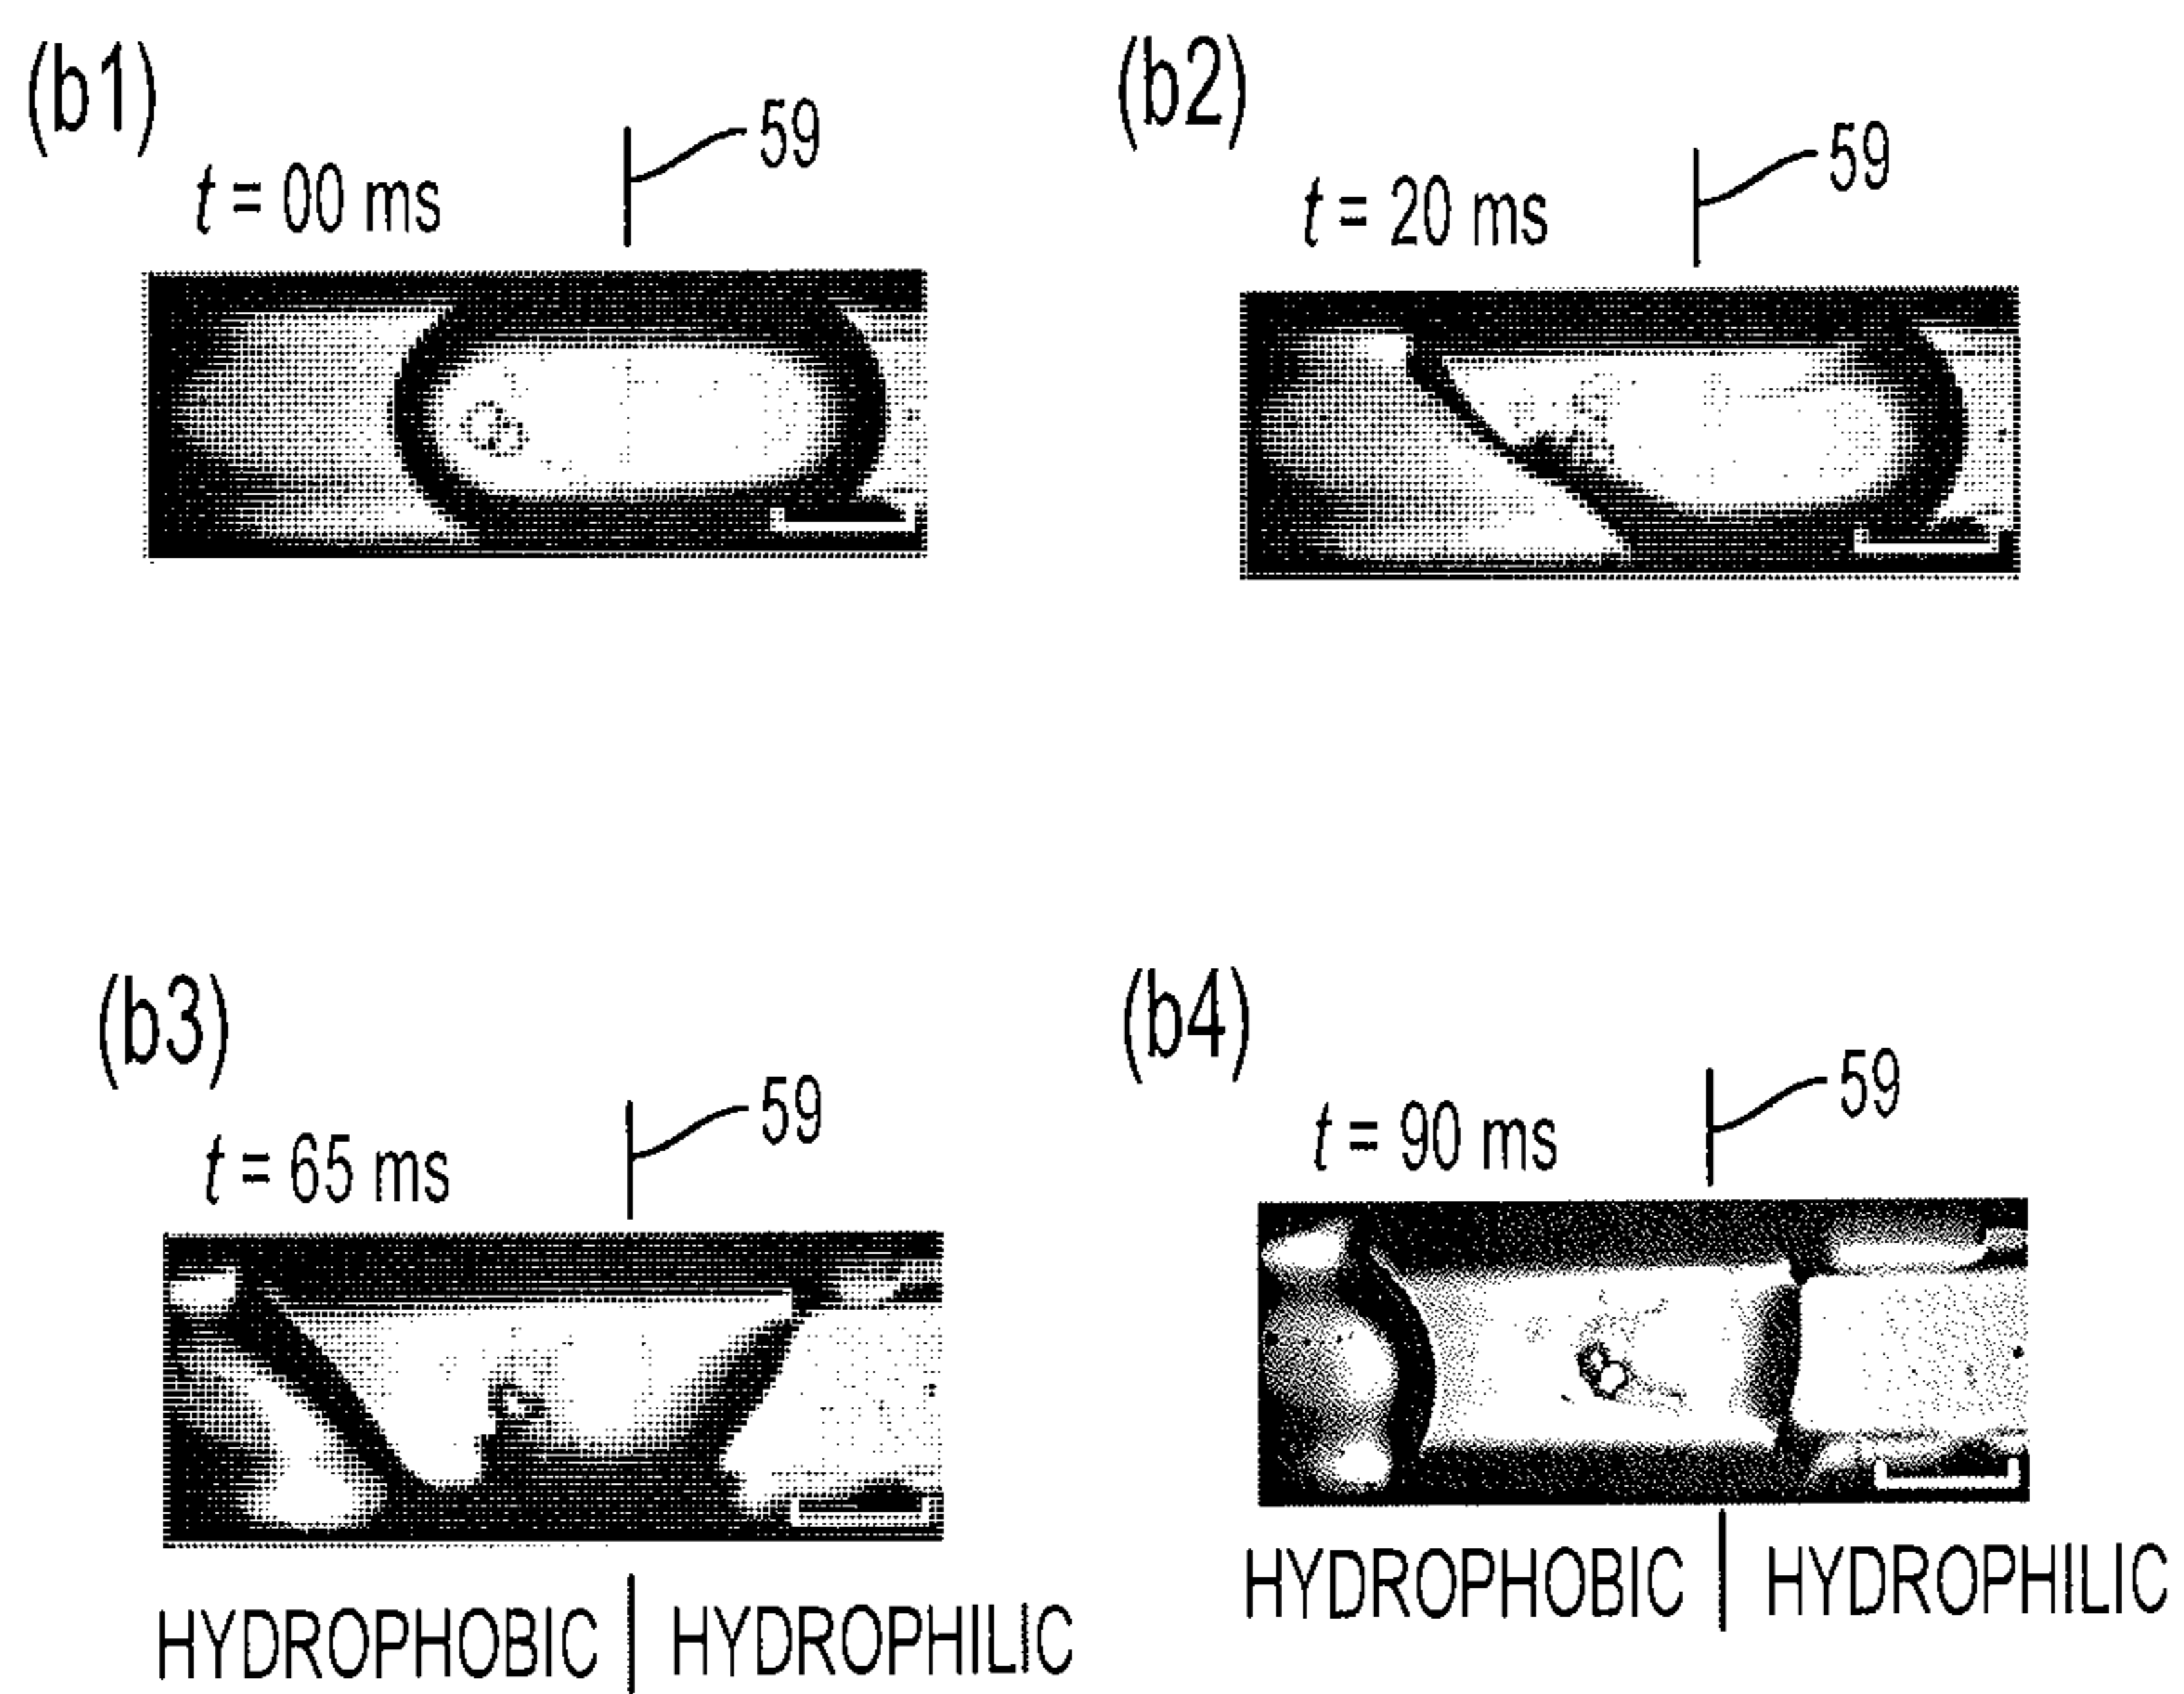 (b1)
59
t = 00 ms
(b2)
59
t = 20 ms
(b3)
59
t = 65 ms
HYDROPHOBIC | HYDROPHILIC
(b4)
59
t = 90 ms
HYDROPHOBIC | HYDROPHILIC